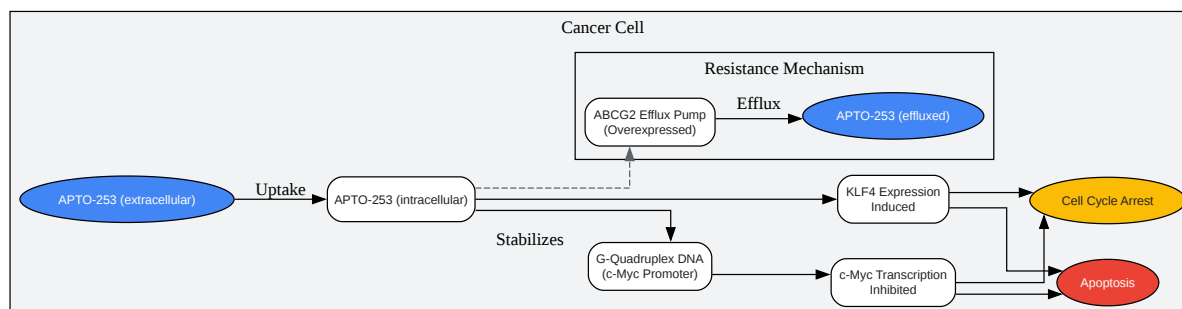 Cancer Cell
Resistance Mechanism
ABCG2 Efflux Pump
(Overexpressed)
Efflux
APTO-253 (effluxed)
APTO-253 (extracellular)
Uptake
APTO-253 (intracellular)
KLF4 Expression
Induced
Cell Cycle Arrest
Stabilizes
G-Quadruplex DNA
(c-Myc Promoter)
c-Myc Transcription
Inhibited
Apoptosis